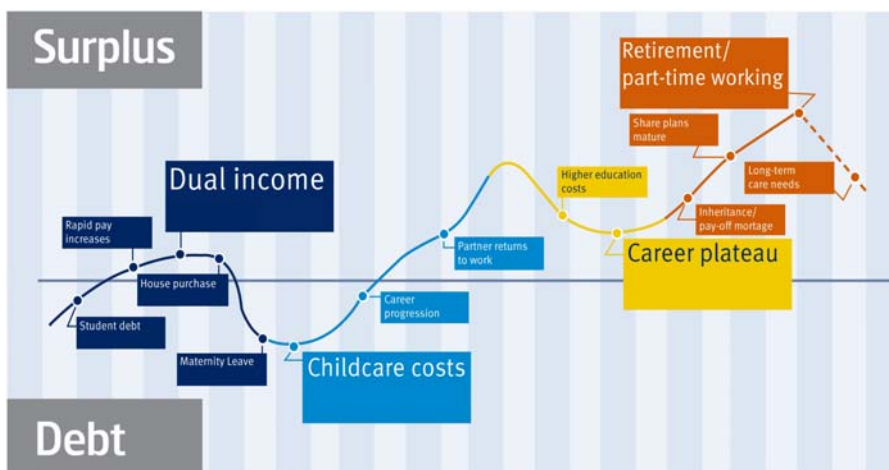 Surplus
Retirement/
part-time working
Share plans
mature
Dual income
Higher education
costs
Long-term
care needs
Rapid pay
increases
Inheritance/
pay-off mortage
Partner returns
to work
Career plateau
House purchase
Career
progression
Student debt
Maternity Leave
Childcare costs
Debt